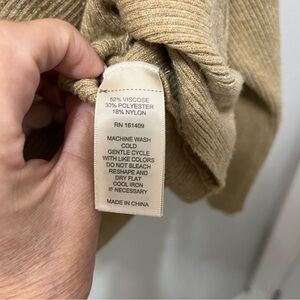 52% VISCOSE
30% POLYESTER
18% NYLON
RN 161409
MACHINE WASH
COLD
GENTLE CYCLE
WITH LIKE COLORS
DO NOT BLEACH
RESHAPE AND
DRY FLAT
COOL IRON
IF NECESSARY
MADE IN CHINA